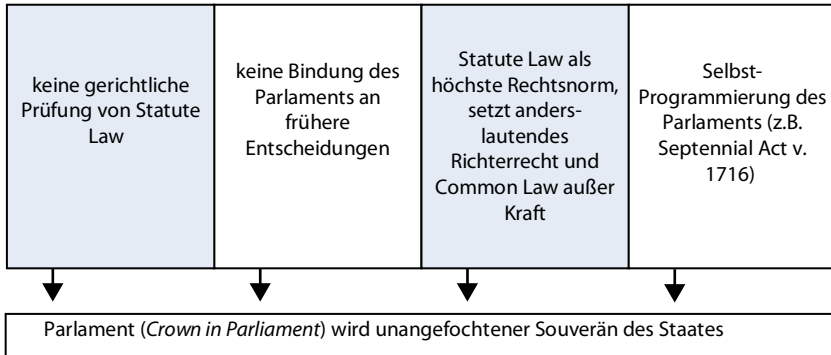 keine gerichtliche
Prüfung von Statute
Law
keine Bindung des
Parlaments an
frühere
Entscheidungen
Statute Law als
höchste Rechtsnorm,
setzt anders-
lautendes
Richterrecht und
Common Law außer
Kraft
Selbst-
Programmierung des
Parlaments (z.B.
Septennial Act v.
1716)
Parlament (Crown in Parliament) wird unangefochtener Souverän des Staates